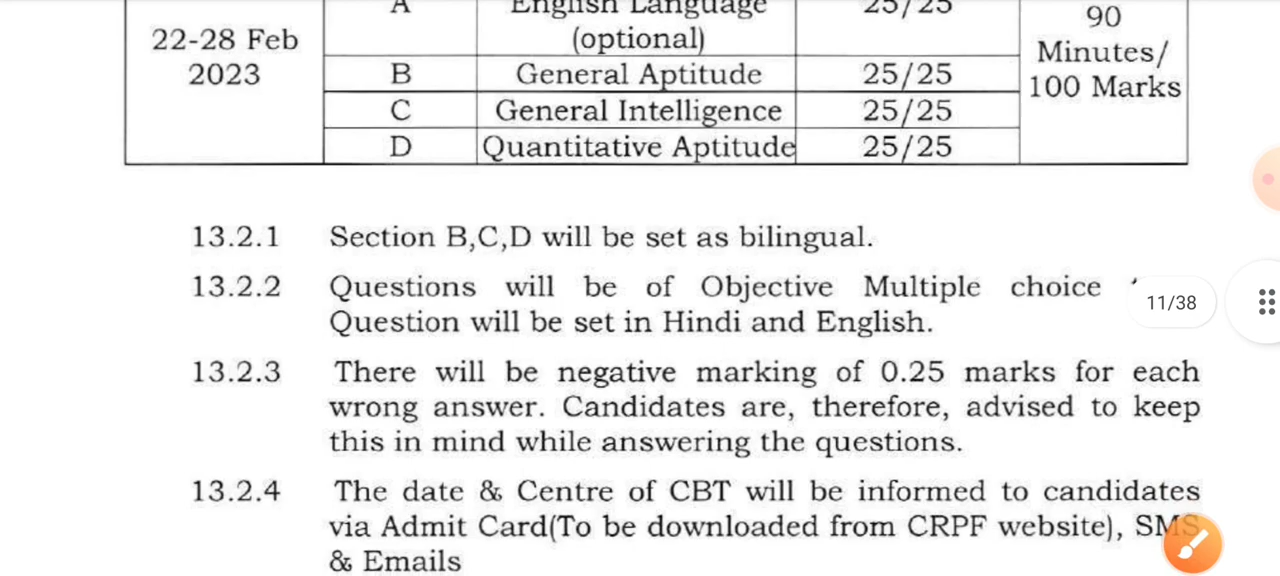 A English Language 25/25
22-28 Feb 2023 (optional) 90 Minutes/ 100 Marks
B General Aptitude 25/25
C General Intelligence 25/25
D Quantitative Aptitude 25/25
13.2.1 Section B,C,D will be set as bilingual.
13.2.2 Questions will be of Objective Multiple choice
Question will be set in Hindi and English.
11/38
13.2.3 There will be negative marking of 0.25 marks for each
wrong answer. Candidates are, therefore, advised to keep
this in mind while answering the questions.
13.2.4 The date & Centre of CBT will be informed to candidates
via Admit Card(To be downloaded from CRPF website), SMS
& Emails